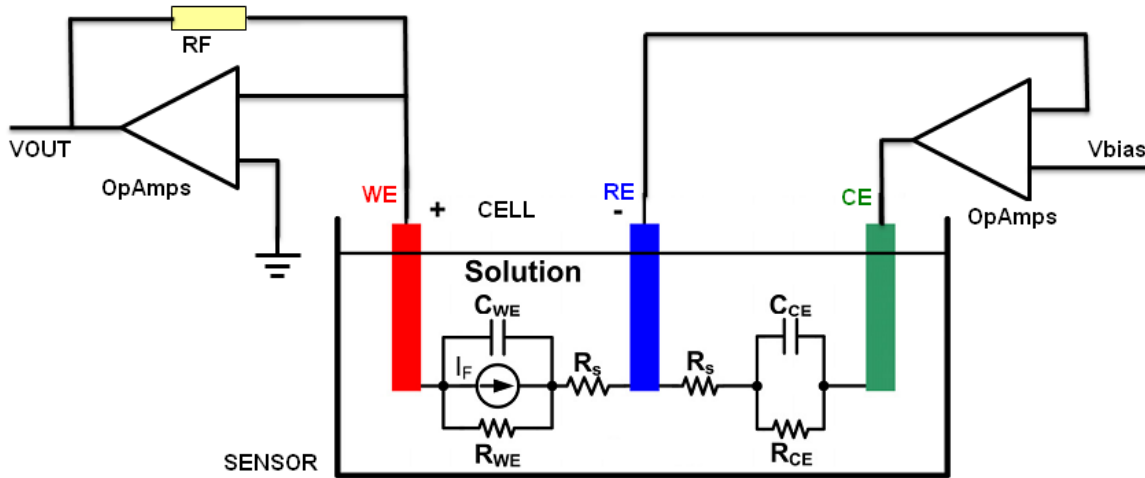 RF
VOUT
OpAmps
WE
+
CELL
RE
-
CE
Vbias
OpAmps
Solution
CWE
IF
RWE
Rs
Rs
CCE
RCE
SENSOR